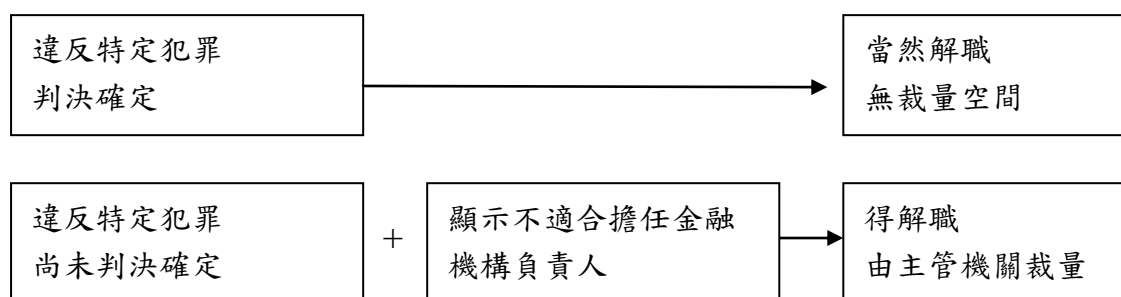 違反特定犯罪
判決確定
當然解職
無裁量空間
違反特定犯罪
尚未判決確定
+
顯示不適合擔任金融
機構負責人
得解職
由主管機關裁量